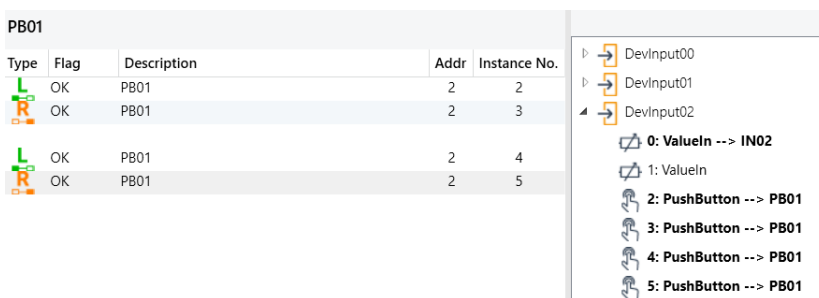 PB01
Type Flag Description Addr Instance No.
L OK PB01 2 2
R OK PB01 2 3
L OK PB01 2 4
R OK PB01 2 5
DevInput00
DevInput01
DevInput02
0: ValueIn --> IN02
1: ValueIn
2: PushButton --> PB01
3: PushButton --> PB01
4: PushButton --> PB01
5: PushButton --> PB01